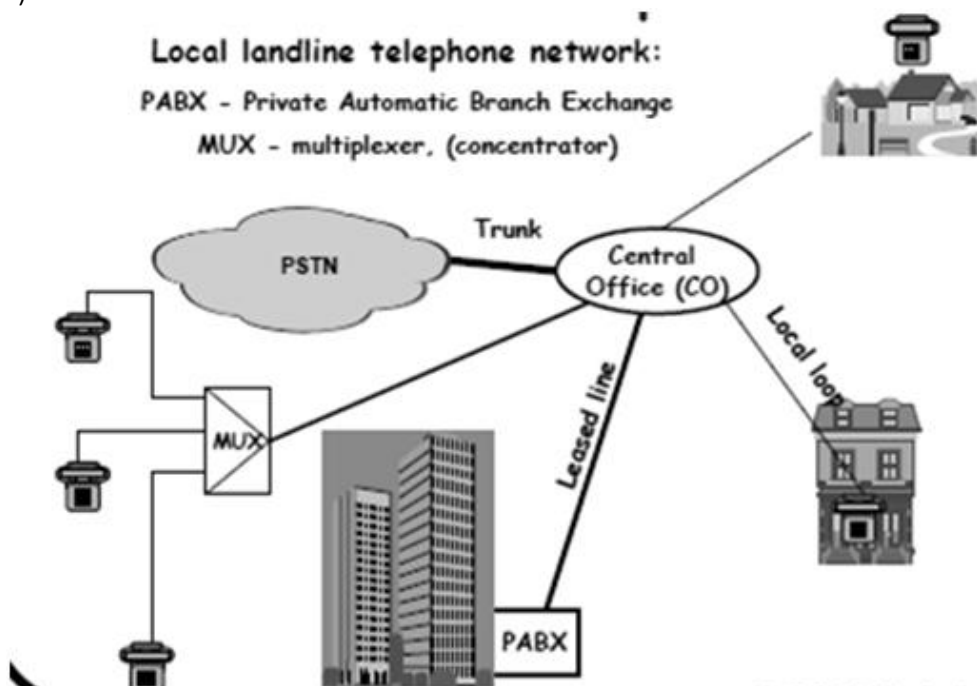 Local landline telephone network:
PABX - Private Automatic Branch Exchange
MUX - multiplexer, (concentrator)
Trunk
PSTN
Central
Office (CO)
Local loop
Leased line
MUX
PABX